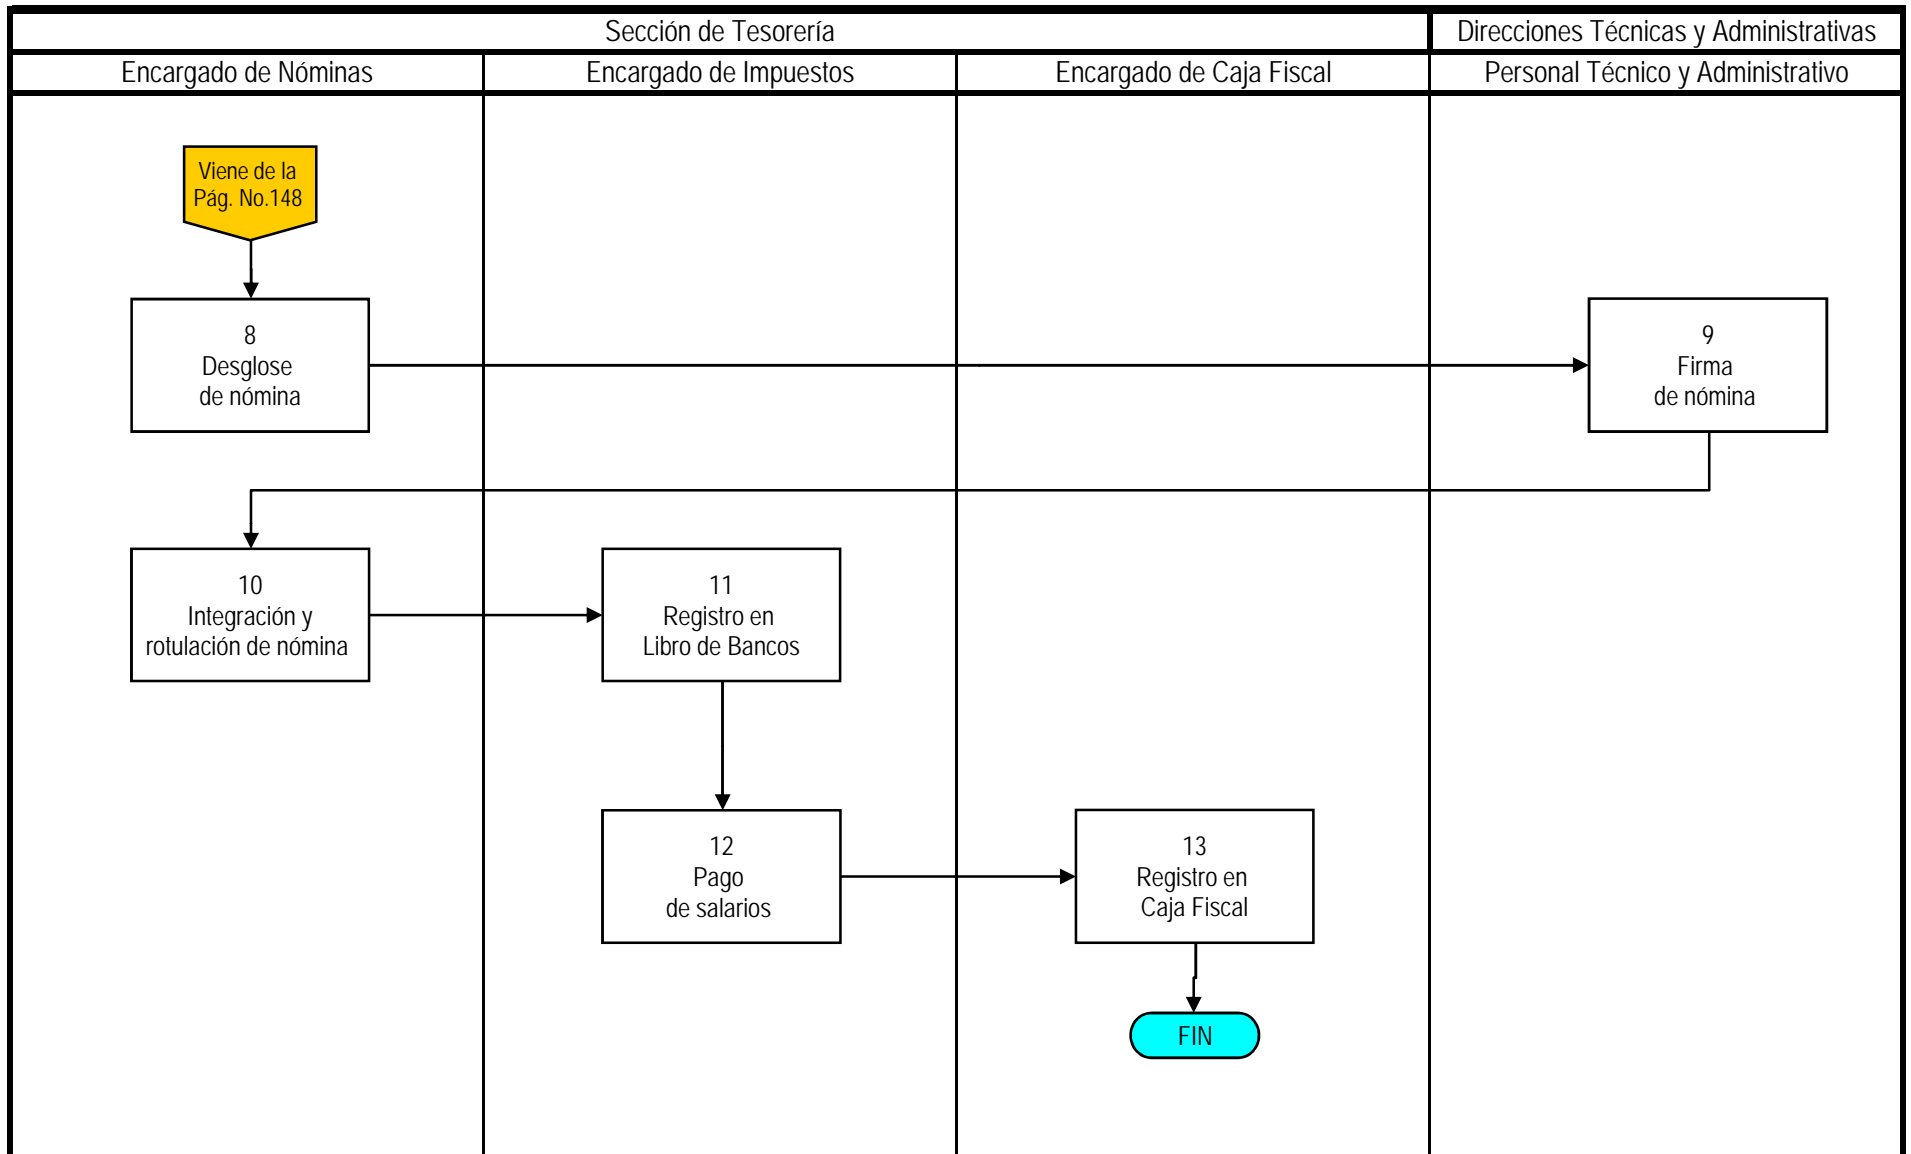 Sección de Tesorería
Direcciones Técnicas y Administrativas
Encargado de Nóminas
Encargado de Impuestos
Encargado de Caja Fiscal
Personal Técnico y Administrativo
Viene de la
Pág. No.148
8
Desglose
de nómina
9
Firma
de nómina
10
Integración y
rotulación de nómina
11
Registro en
Libro de Bancos
12
Pago
de salarios
13
Registro en
Caja Fiscal
FIN